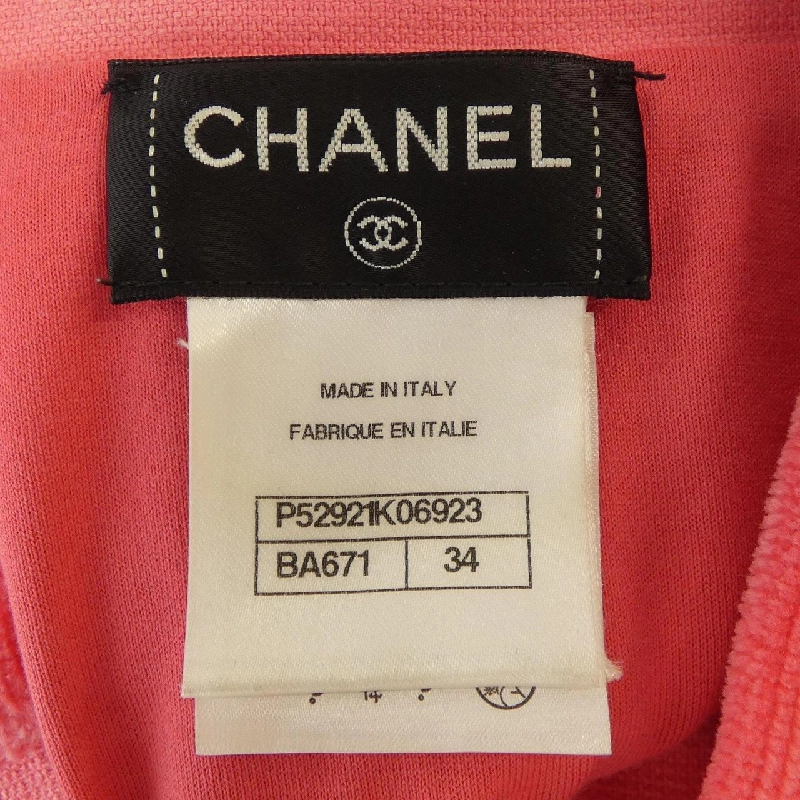 CHANEL
MADE IN ITALY
FABRIQUE EN ITALIE
P52921K06923
BA671 34